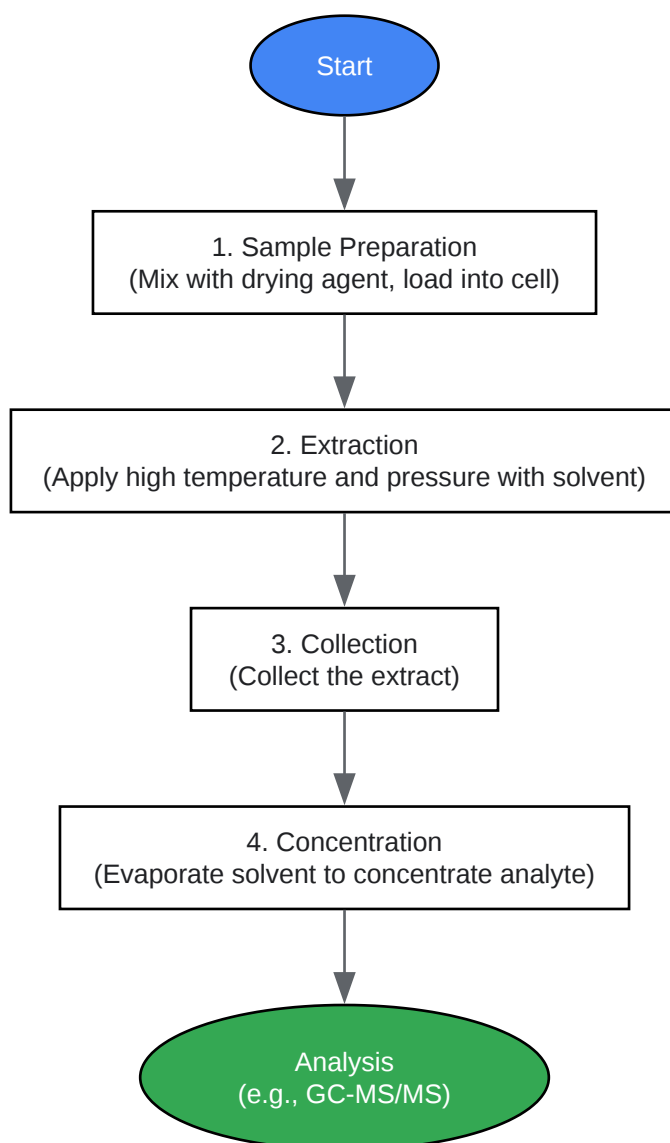 Start
1. Sample Preparation
(Mix with drying agent, load into cell)
2. Extraction
(Apply high temperature and pressure with solvent)
3. Collection
(Collect the extract)
4. Concentration
(Evaporate solvent to concentrate analyte)
Analysis
(e.g., GC-MS/MS)